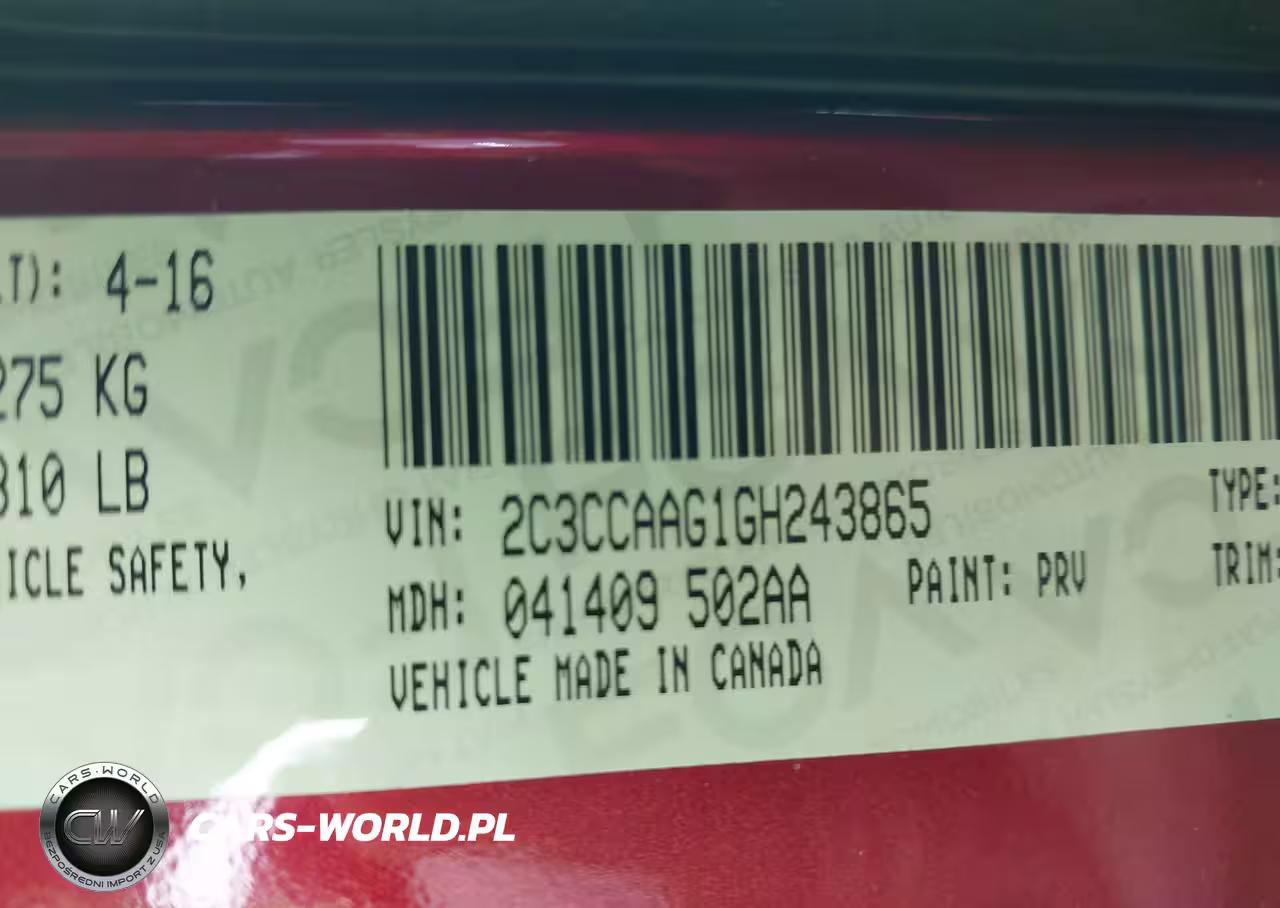 LT): 4-16
275 KG
310 LB
ICLE SAFETY,
VIN: 2C3CCAAG1GH243865
MDH: 041409 502AA
PAINT: PRV
VEHICLE MADE IN CANADA
TYPE:
TRIM:
CARS-WORLD
CW
BEZPOŚREDNI IMPORT Z USA
CARS-WORLD.PL